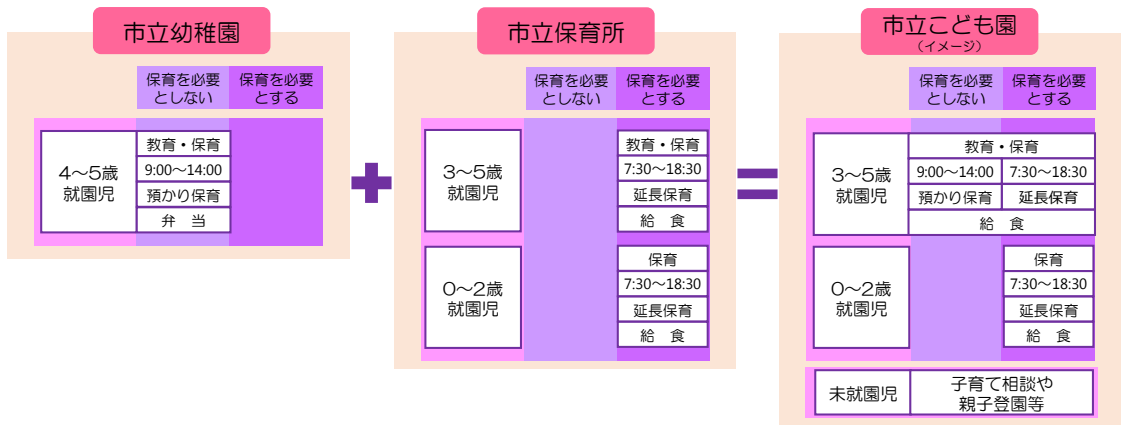 市立幼稚園
保育を必要
としない
保育を必要
とする
4～5歳
就園児
教育・保育
9:00～14:00
預かり保育
弁　当
市立保育所
保育を必要
としない
保育を必要
とする
3～5歳
就園児
教育・保育
7:30～18:30
延長保育
給　食
0～2歳
就園児
保育
7:30～18:30
延長保育
給　食
市立こども園
（イメージ）
保育を必要
としない
保育を必要
とする
3～5歳
就園児
教育・保育
9:00～14:00
7:30～18:30
預かり保育
延長保育
給　食
0～2歳
就園児
保育
7:30～18:30
延長保育
給　食
未就園児
子育て相談や
親子登園等